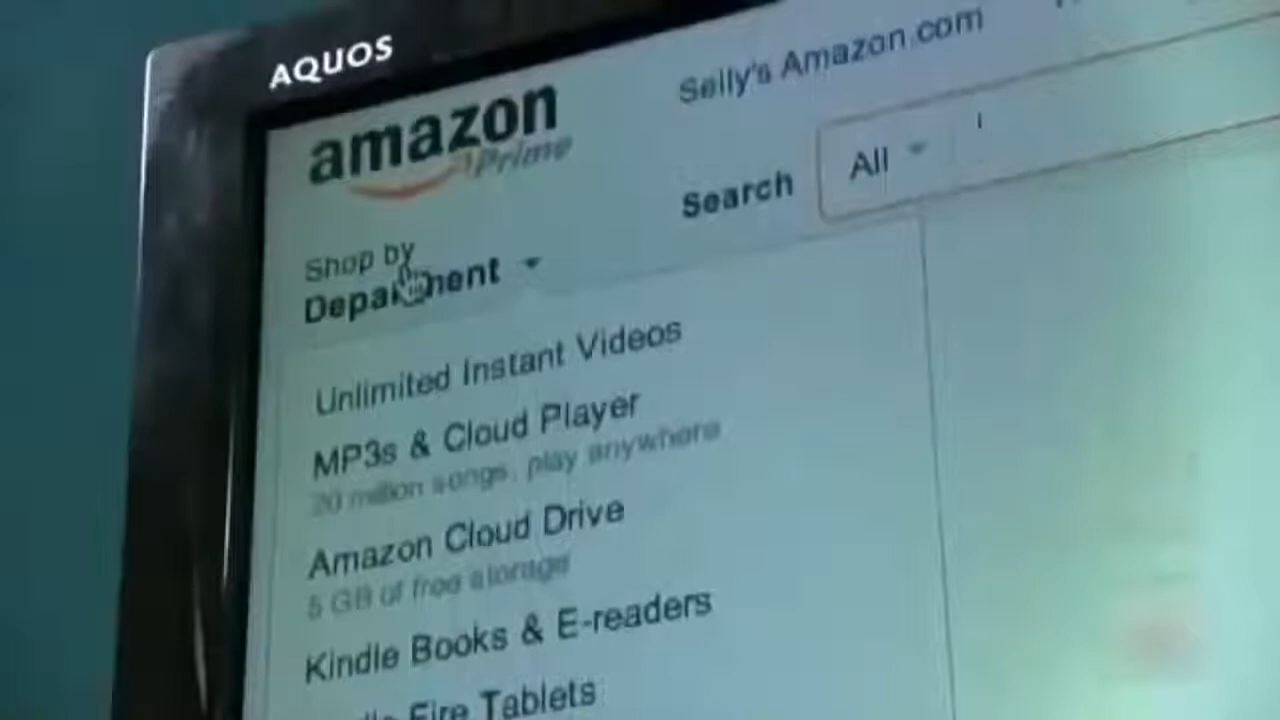 AQUOS
amazon
Prime
Selly's Amazon.com
Search
All
Shop by
Department
Unlimited Instant Videos
MP3s & Cloud Player
20 million songs, play anywhere
Amazon Cloud Drive
5 GB of free storage
Kindle Books & E-readers
Fire Tablets